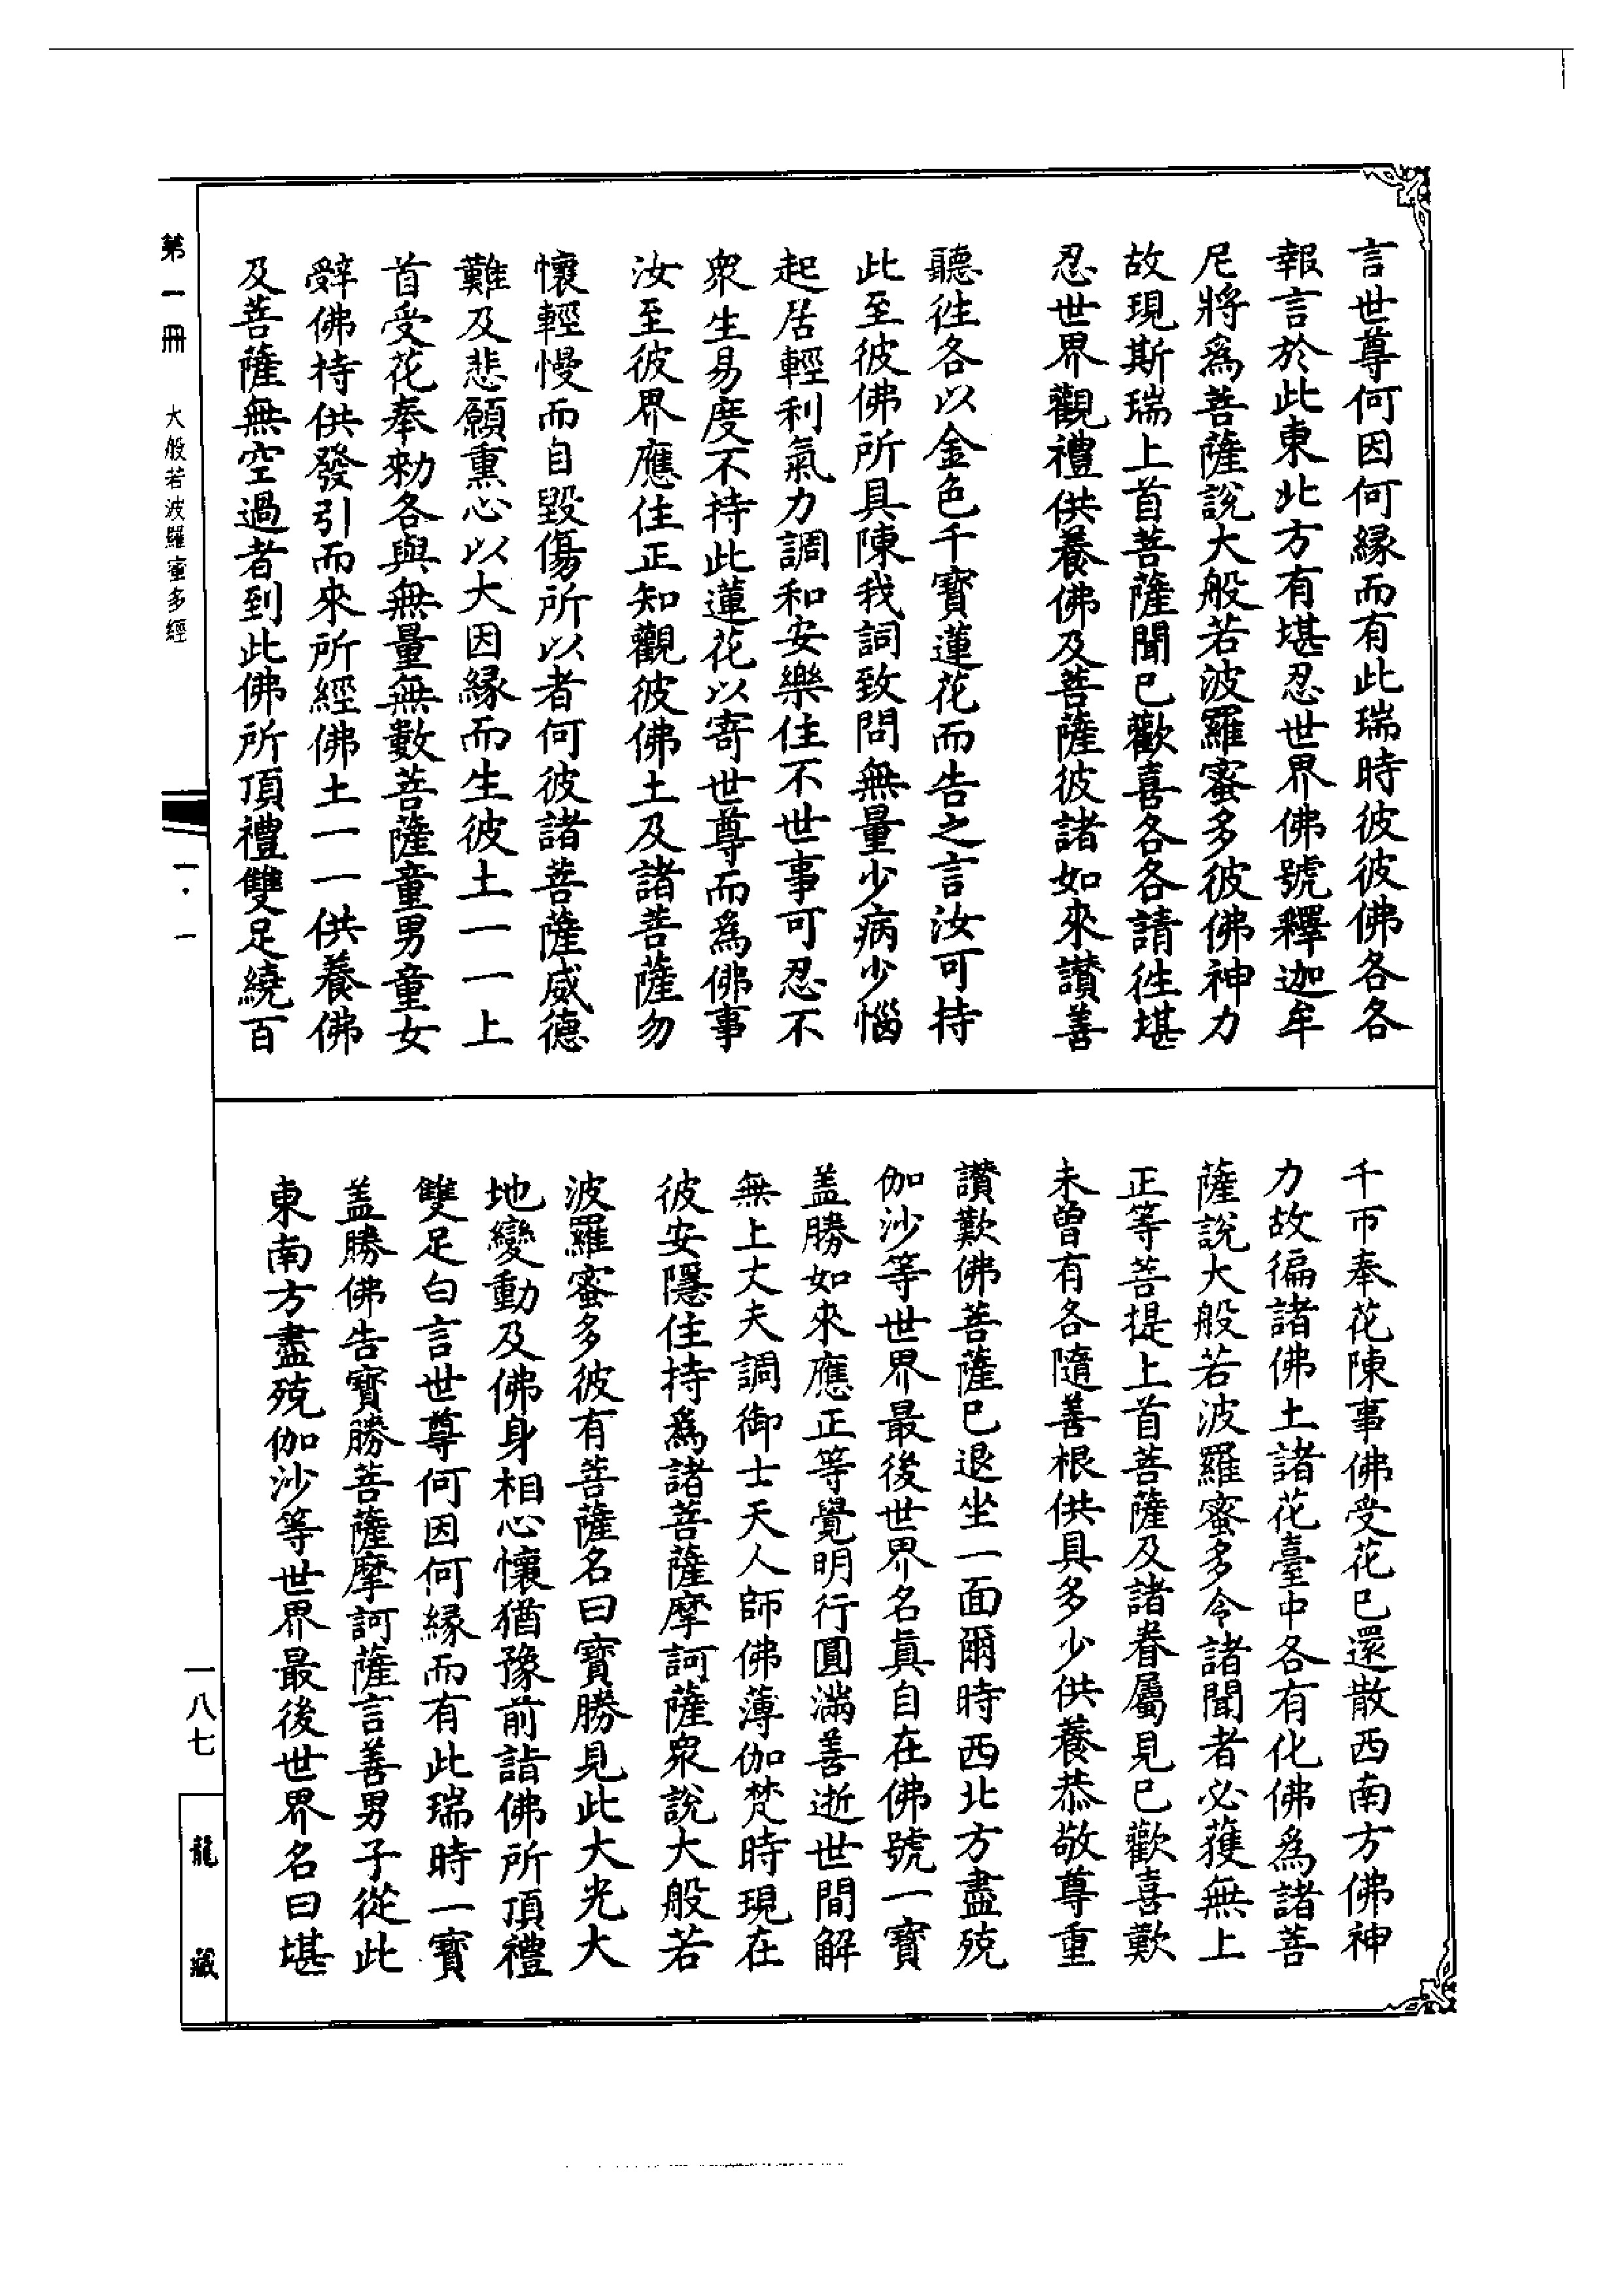 言世尊何因何緣而有此瑞時彼彼佛各各
報言於此東北方有堪忍世界佛號釋迦牟
尼將爲菩薩說大般若波羅蜜多彼佛神力
故現斯瑞上首菩薩聞已歡喜各各請徃堪
忍世界觀禮供養佛及菩薩彼諸如來讚善
聽徃各以金色千寶蓮花而告之言汝可持
此至彼佛所具陳我詞致問無量少病少惱
起居輕利氣力調和安樂住不世事可忍不
衆生易度不持此蓮花以寄世尊而爲佛事
汝至彼界應住正知觀彼佛土及諸菩薩勿
懷輕慢而自毀傷所以者何彼諸菩薩威德
難及悲願熏心以大因緣而生彼土一一上
首受花奉勑各與無量無數菩薩童男童女
辤佛持供發引而來所經佛土一一供養佛
及菩薩無空過者到此佛所頂禮雙足繞百
千帀奉花陳事佛受花已還散西南方佛神
力故徧諸佛土諸花臺中各有化佛爲諸菩
薩說大般若波羅蜜多令諸聞者必獲無上
正等菩提上首菩薩及諸眷屬見已歡喜歎
未曾有各隨善根供具多少供養恭敬尊重
讚歎佛菩薩已退坐一面爾時西北方盡殑
伽沙等世界最後世界名眞自在佛號一寶
盖勝如來應正等覺明行圓滿善逝世間解
無上丈夫調御士天人師佛薄伽梵時現在
彼安隱住持爲諸菩薩摩訶薩衆說大般若
波羅蜜多彼有菩薩名曰寶勝見此大光大
地變動及佛身相心懷猶豫前詣佛所頂禮
雙足白言世尊何因何緣而有此瑞時一寶
盖勝佛告寶勝菩薩摩訶薩言善男子從此
東南方盡殑伽沙等世界最後世界名曰堪
第一冊 大般若波羅蜜多經 一·一
一八七
龍藏